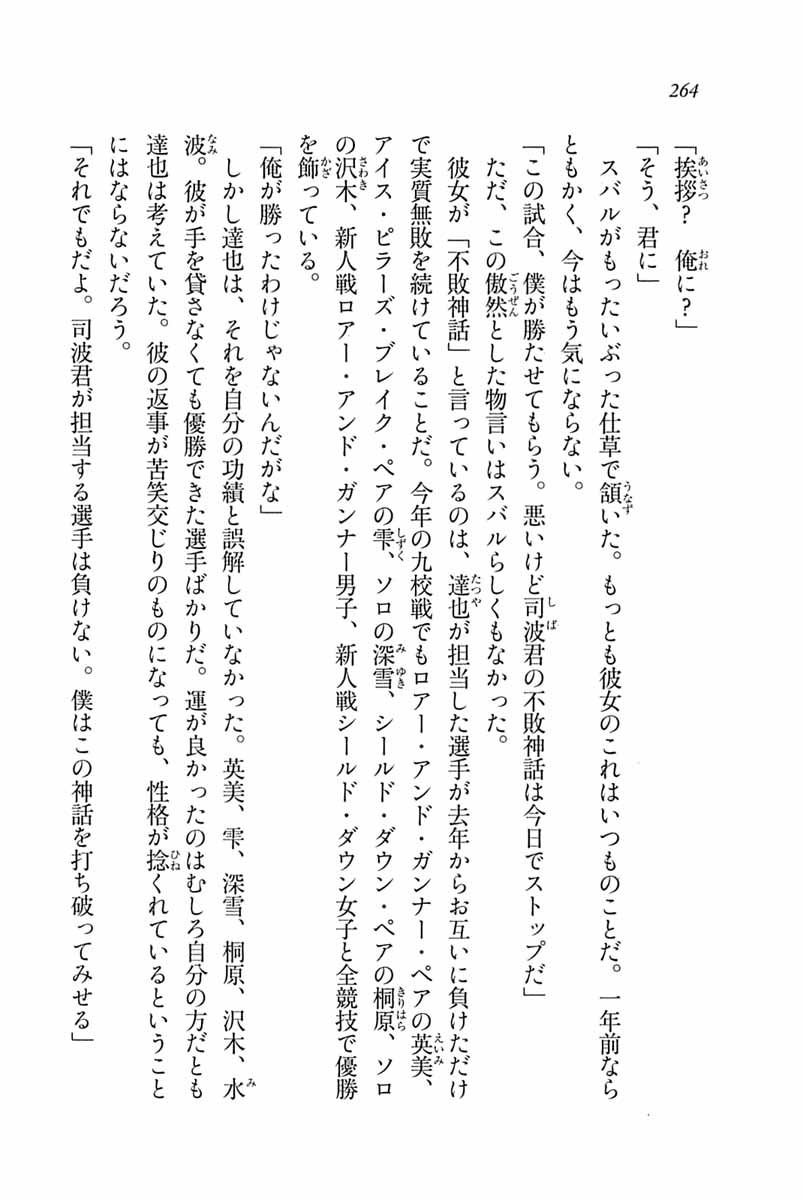 264
「挨拶？　俺に？」
「そう、君に」
　スバルがもったいぶった仕草で頷いた。もっとも彼女のこれはいつものことだ。一年前なら
ともかく、今はもう気にならない。
「この試合、僕が勝たせてもらう。悪いけど司波君の不敗神話は今日でストップだ」
　ただ、この傲然とした物言いはスバルらしくもなかった。
　彼女が「不敗神話」と言っているのは、達也が担当した選手が去年からお互いに負けただけ
で実質無敗を続けていることだ。今年の九校戦でもロアー・アンド・ガンナー・ペアの英美、
アイス・ピラーズ・ブレイク・ペアの雫、ソロの深雪、シールド・ダウン・ペアの桐原、ソロ
の沢木、新人戦ロアー・アンド・ガンナー男子、新人戦シールド・ダウン女子と全競技で優勝
を飾っている。
「俺が勝ったわけじゃないんだがな」
　しかし達也は、それを自分の功績と誤解していなかった。英美、雫、深雪、桐原、沢木、水
波。彼が手を貸さなくても優勝できた選手ばかりだ。運が良かったのはむしろ自分の方だとも
達也は考えていた。彼の返事が苦笑交じりのものになっても、性格が捻くれているということ
にはならないだろう。
「それでもだよ。司波君が担当する選手は負けない。僕はこの神話を打ち破ってみせる」